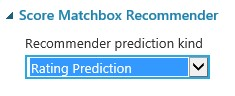 Score Matchbox Recommender
Recommender prediction kind
Rating Prediction